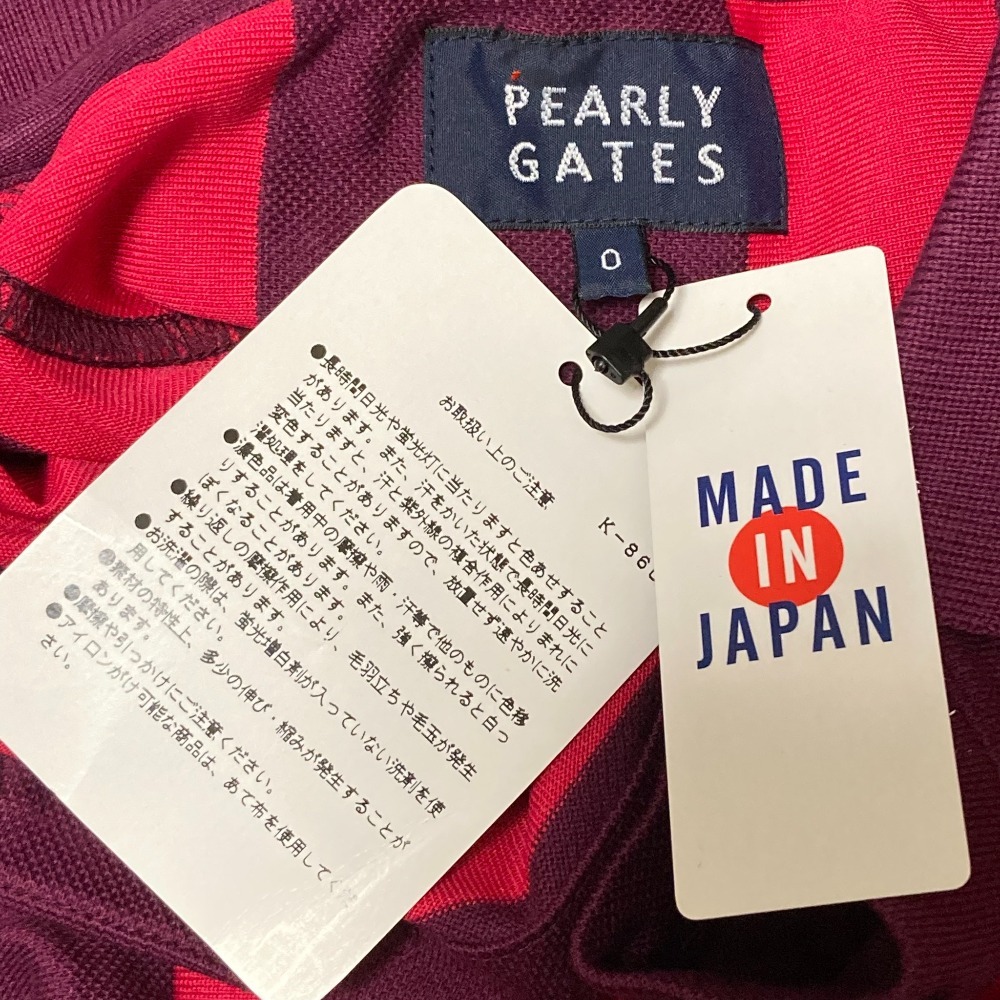 PEARLY
GATES
0
お取扱い上のご注意
K-86
●長時間日光や蛍光灯に当たりますと色あせすること
があります。また、汗をかいた状態で長時間日光に
当たりますと、汗と紫外線の複合作用によりまれに
変色することがありますので、放置せず速やかに洗
濯処理をしてください。
●濃色品は着用中の摩擦や雨・汗等で他のものに色移
りすることがあります。また、強く擦られると白っ
ぽくなることがあります。
●繰り返しの摩擦作用により、毛羽立ちや毛玉が発生
することがあります。
●お洗濯の際は、蛍光増白剤が入っていない洗剤を使
用してください。
●素材の特性上、多少の伸び・縮みが発生することが
あります。
●摩擦や引っかけにご注意ください。
●アイロンがけ可能な商品は、あて布を使用してくだ
さい。
MADE
IN
JAPAN